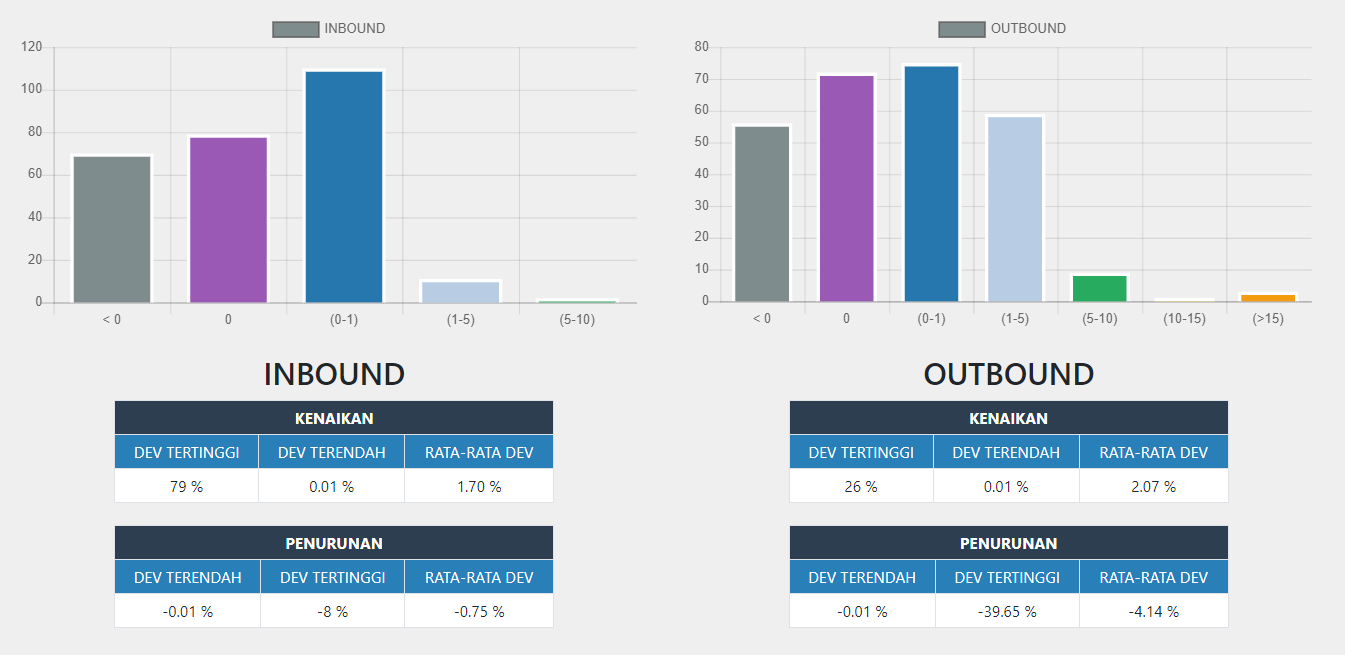 INBOUND
120
100
80
60
40
20
0
< 0 0 (0-1) (1-5) (5-10)
OUTBOUND
80
70
60
50
40
30
20
10
0
< 0 0 (0-1) (1-5) (5-10) (10-15) (>15)
INBOUND
KENAIKAN
DEV TERTINGGI DEV TERENDAH RATA-RATA DEV
79 % 0.01 % 1.70 %
PENURUNAN
DEV TERENDAH DEV TERTINGGI RATA-RATA DEV
-0.01 % -8 % -0.75 %
OUTBOUND
KENAIKAN
DEV TERTINGGI DEV TERENDAH RATA-RATA DEV
26 % 0.01 % 2.07 %
PENURUNAN
DEV TERENDAH DEV TERTINGGI RATA-RATA DEV
-0.01 % -39.65 % -4.14 %